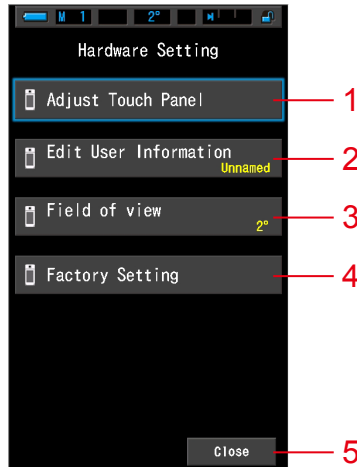 M 1 2°
Hardware Setting
Adjust Touch Panel 1
Edit User Information 2
Unnamed
Field of view 3
2°
Factory Setting 4
Close 5